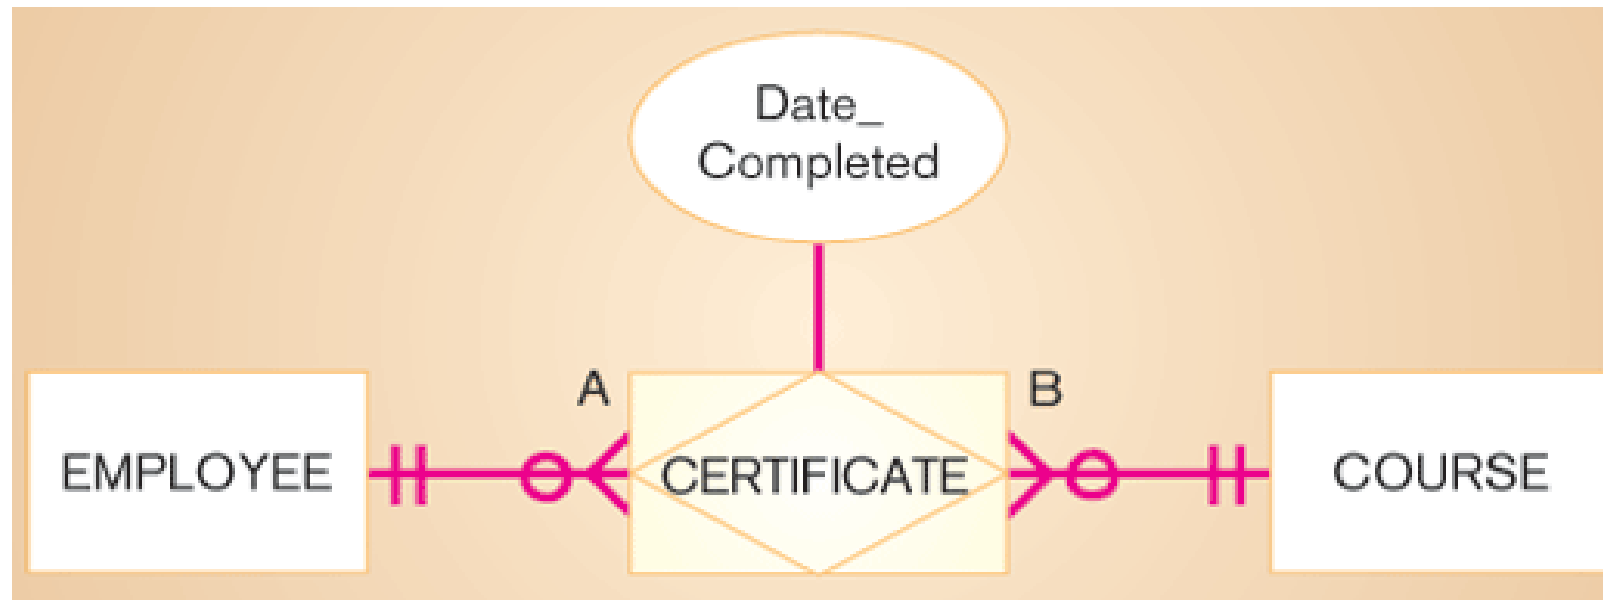 Date_
Completed
A
B
EMPLOYEE
CERTIFICATE
COURSE